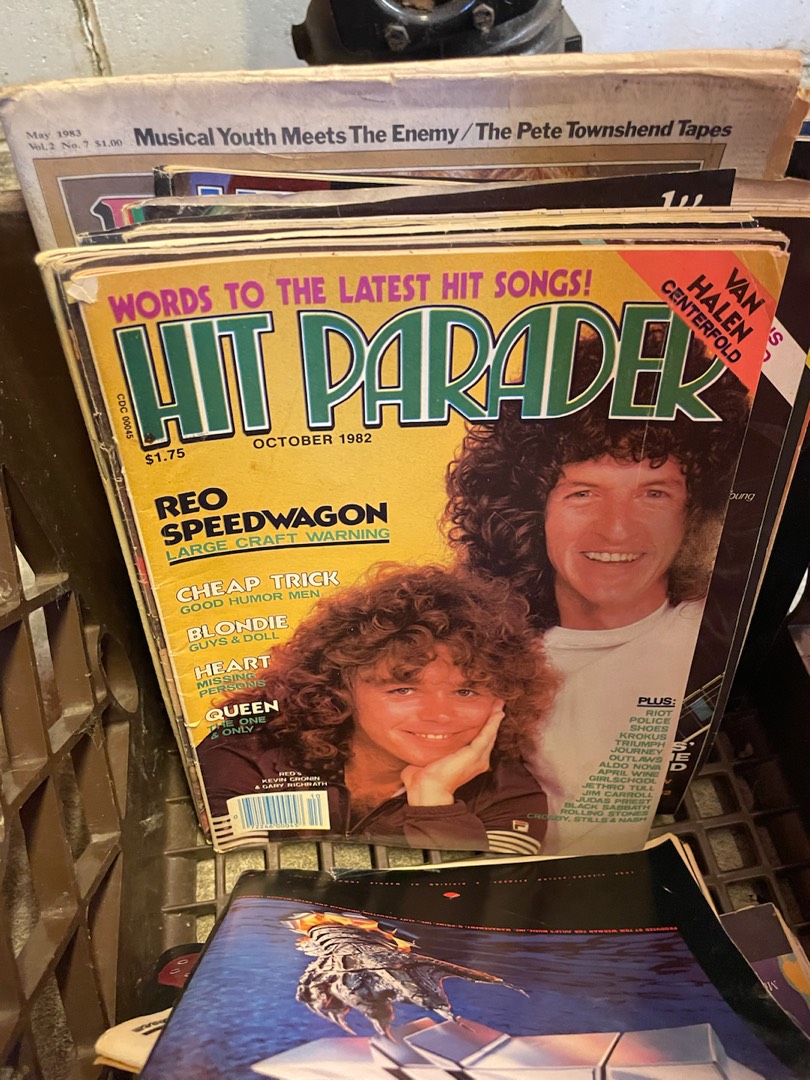 May 1983
Vol. 2 No. 7 $1.00
Musical Youth Meets The Enemy / The Pete Townshend Tapes
WORDS TO THE LATEST HIT SONGS!
HIT PARADER
VAN
HALEN
CENTERFOLD
CDC 00045
$1.75
OCTOBER 1982
REO
SPEEDWAGON
LARGE CRAFT WARNING
CHEAP TRICK
GOOD HUMOR MEN
BLONDIE
GUYS & DOLL
HEART
MISSING
PERSONS
QUEEN
THE ONE
& ONLY
REO's
KEVIN CRONIN
& GARY RICHRATH
PLUS:
RIOT
POLICE
SHOES
KROKUS
TRIUMPH
JOURNEY
OUTLAWS
ALDO NOVA
APRIL WINE
GIRLSCHOOL
JETHRO TULL
JIM CARROLL
JUDAS PRIEST
BLACK SABBATH
ROLLING STONES
CROSBY, STILLS & NASH
oung